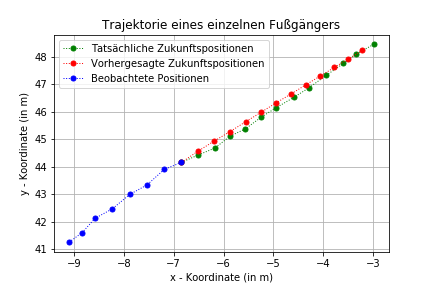 Trajektorie eines einzelnen Fußgängers
Tatsächliche Zukunftspositionen
Vorhergesagte Zukunftspositionen
Beobachtete Positionen
y - Koordinate (in m)
48
47
46
45
44
43
42
41
−9 −8 −7 −6 −5 −4 −3
x - Koordinate (in m)